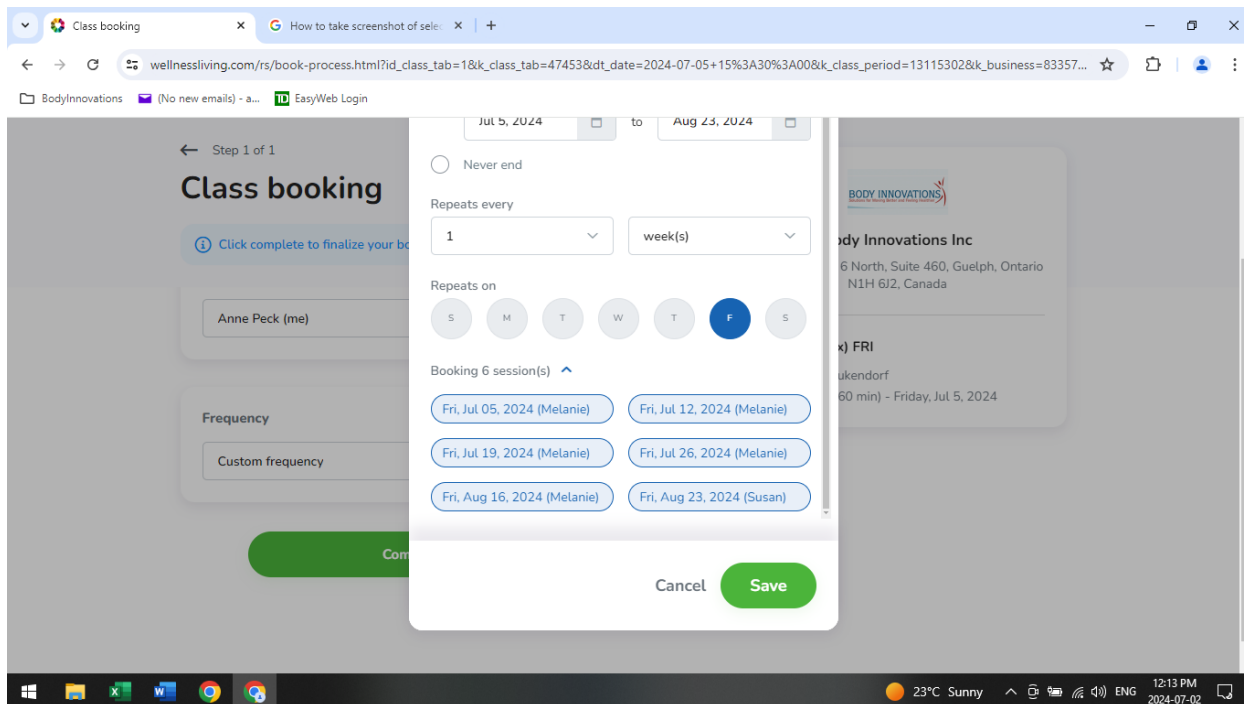 Class booking
How to take screenshot of selec
wellnessliving.com/rs/book-process.html?id_class_tab=1&k_class_tab=47453&dt_date=2024-07-05+15%3A30%3A00&k_class_period=13115302&k_business=83357...
BodyInnovations
(No new emails) - a...
EasyWeb Login
Jul 5, 2024 to Aug 23, 2024
Step 1 of 1
Never end
Class booking
BODY INNOVATIONS
Repeats every
1 week(s)
Click complete to finalize your bo
dy Innovations Inc
6 North, Suite 460, Guelph, Ontario
N1H 6J2, Canada
Repeats on
S M T W T F S
Anne Peck (me)
x) FRI
Booking 6 session(s)
ukendorf
60 min) - Friday, Jul 5, 2024
Fri, Jul 05, 2024 (Melanie) Fri, Jul 12, 2024 (Melanie)
Frequency
Fri, Jul 19, 2024 (Melanie) Fri, Jul 26, 2024 (Melanie)
Custom frequency
Fri, Aug 16, 2024 (Melanie) Fri, Aug 23, 2024 (Susan)
Com
Cancel Save
23°C Sunny
ENG
12:13 PM
2024-07-02